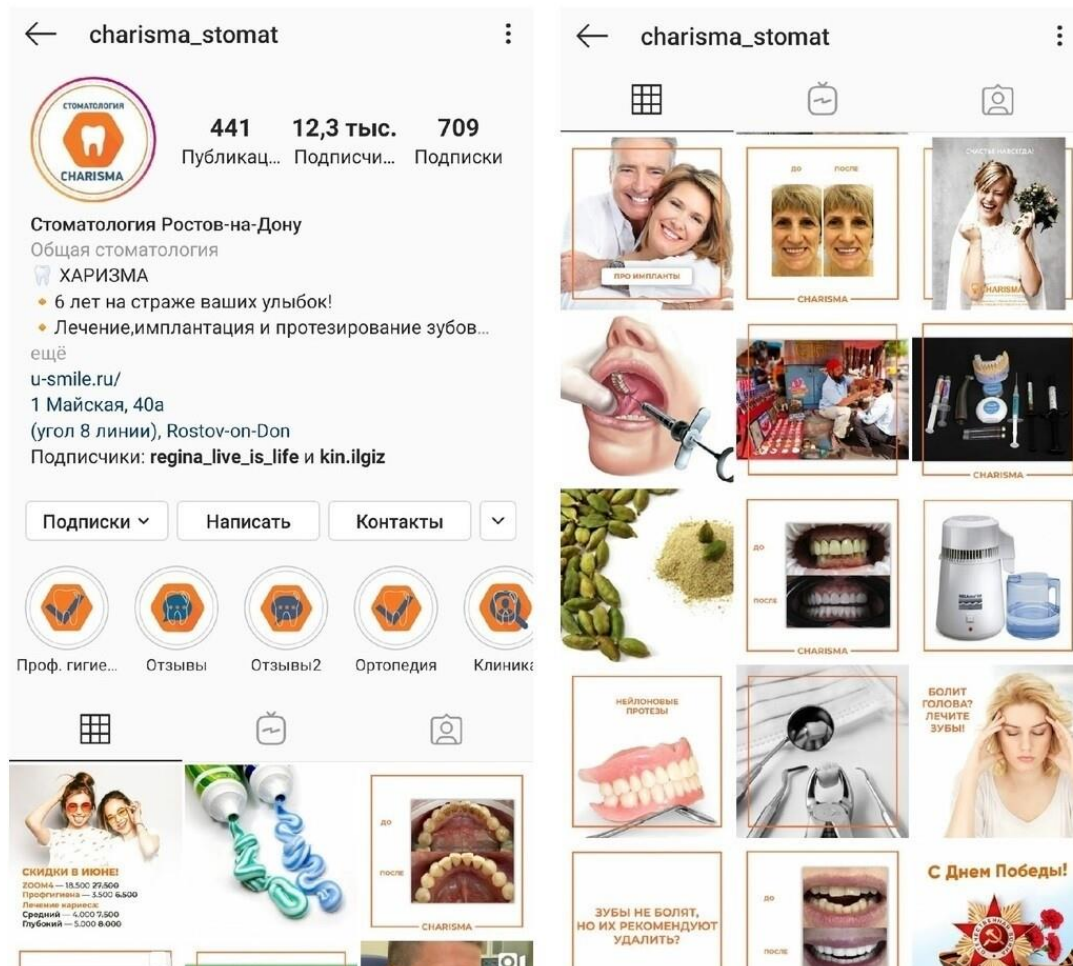 charisma_stomat
СТОМАТОЛОГИЯ
CHARISMA
441
12,3 тыс.
709
Публикац...
Подписчи...
Подписки
Стоматология Ростов-на-Дону
Общая стоматология
ХАРИЗМА
6 лет на страже ваших улыбок!
Лечение,имплантация и протезирование зубов...
ещё
u-smile.ru/
1 Майская, 40а
(угол 8 линии), Rostov-on-Don
Подписчики: regina_live_is_life и kin.ilgiz
Подписки
Написать
Контакты
Проф. гигие...
Отзывы
Отзывы2
Ортопедия
Клиника
СКИДКИ В ИЮНЕ!
ZOOM4 — 18.500 27.500
Профгигиена — 3.500 6.500
Лечение кариеса:
Средний — 4.000 7.500
Глубокий — 5.000 8.000
ДО
ПОСЛЕ
CHARISMA
charisma_stomat
ПРО ИМПЛАНТЫ
ДО
ПОСЛЕ
CHARISMA
СЧАСТЬЕ НАВСЕГДА!
CHARISMA
CHARISMA
ДО
ПОСЛЕ
CHARISMA
НЕЙЛОНОВЫЕ
ПРОТЕЗЫ
БОЛИТ
ГОЛОВА?
ЛЕЧИТЕ
ЗУБЫ!
ЗУБЫ НЕ БОЛЯТ,
НО ИХ РЕКОМЕНДУЮТ
УДАЛИТЬ?
ДО
ПОСЛЕ
С Днем Победы!